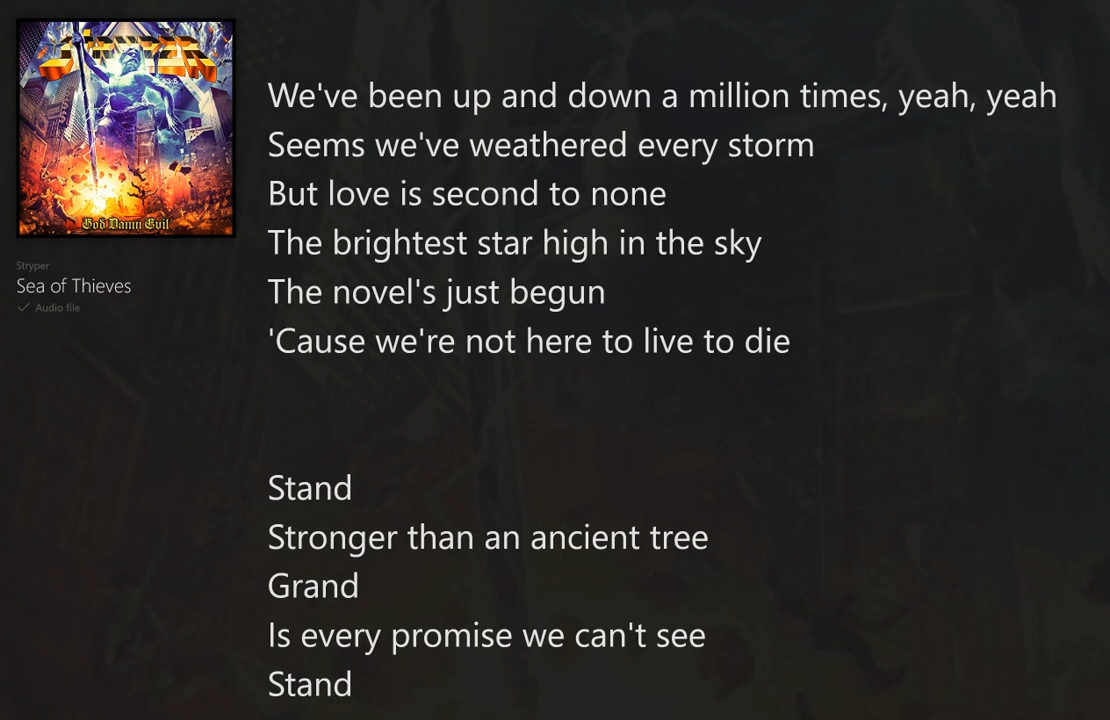 STRYPER
God Damn Evil
Stryper
Sea of Thieves
Audio file
We've been up and down a million times, yeah, yeah
Seems we've weathered every storm
But love is second to none
The brightest star high in the sky
The novel's just begun
'Cause we're not here to live to die
Stand
Stronger than an ancient tree
Grand
Is every promise we can't see
Stand